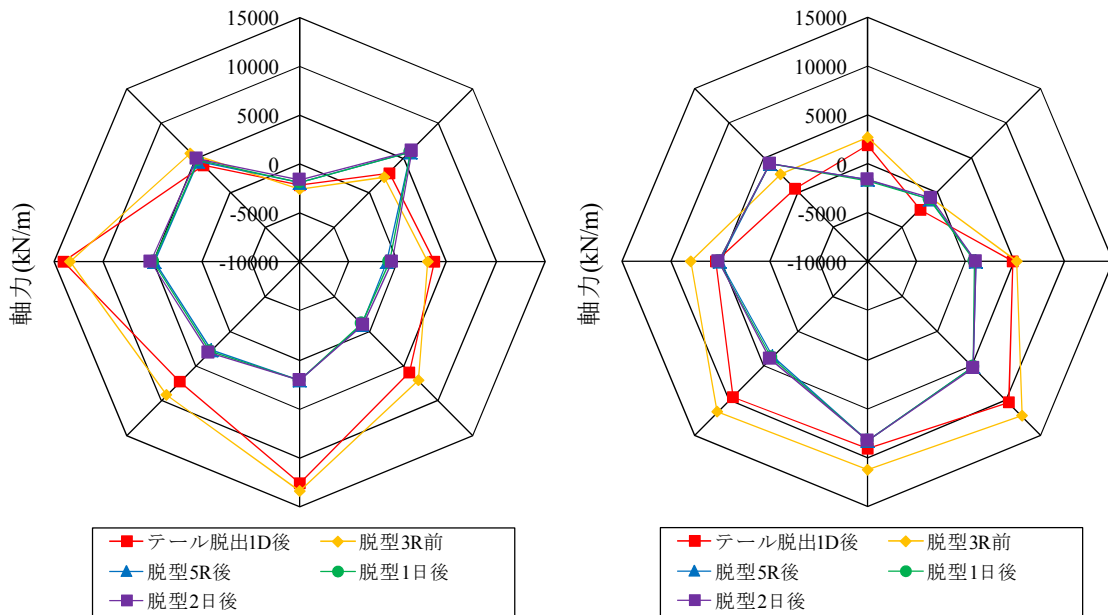 15000
10000
5000
0
-5000
-10000
軸力(kN/m)
テール脱出1D後
脱型3R前
脱型5R後
脱型1日後
脱型2日後
15000
10000
5000
0
-5000
-10000
軸力(kN/m)
テール脱出1D後
脱型3R前
脱型5R後
脱型1日後
脱型2日後